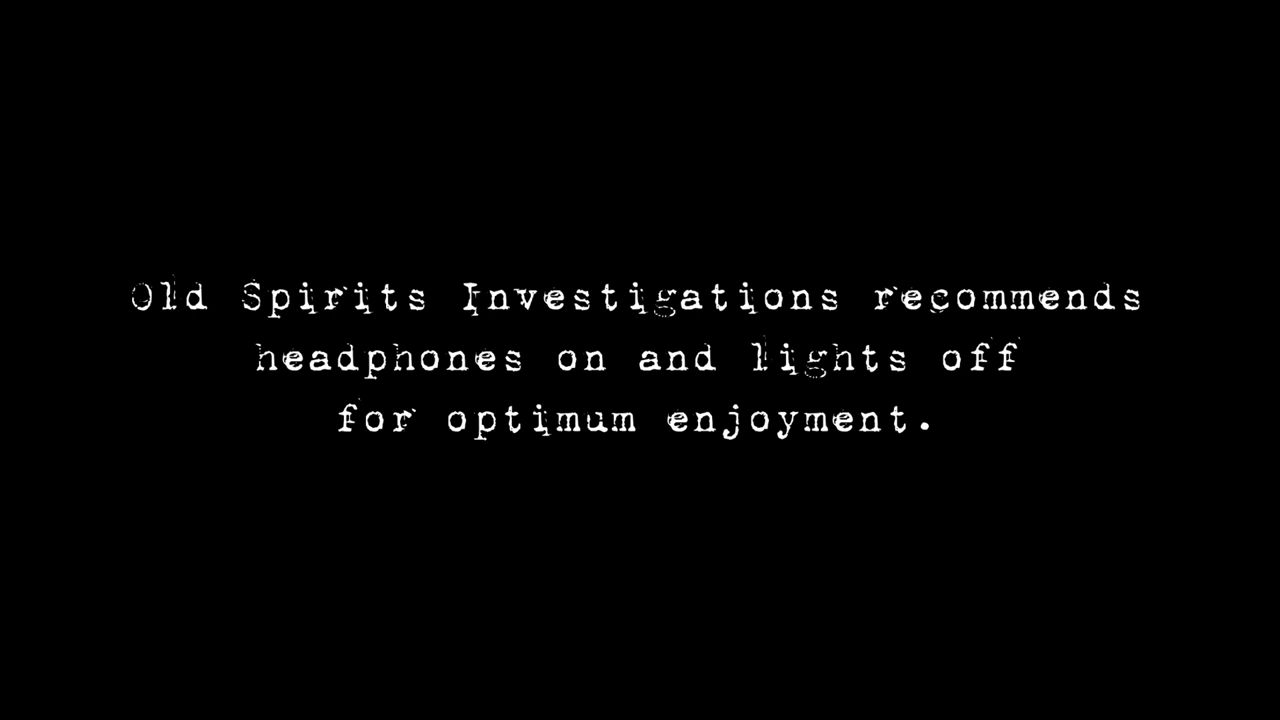 Old Spirits Investigations recommends
headphones on and lights off
for optimum enjoyment.